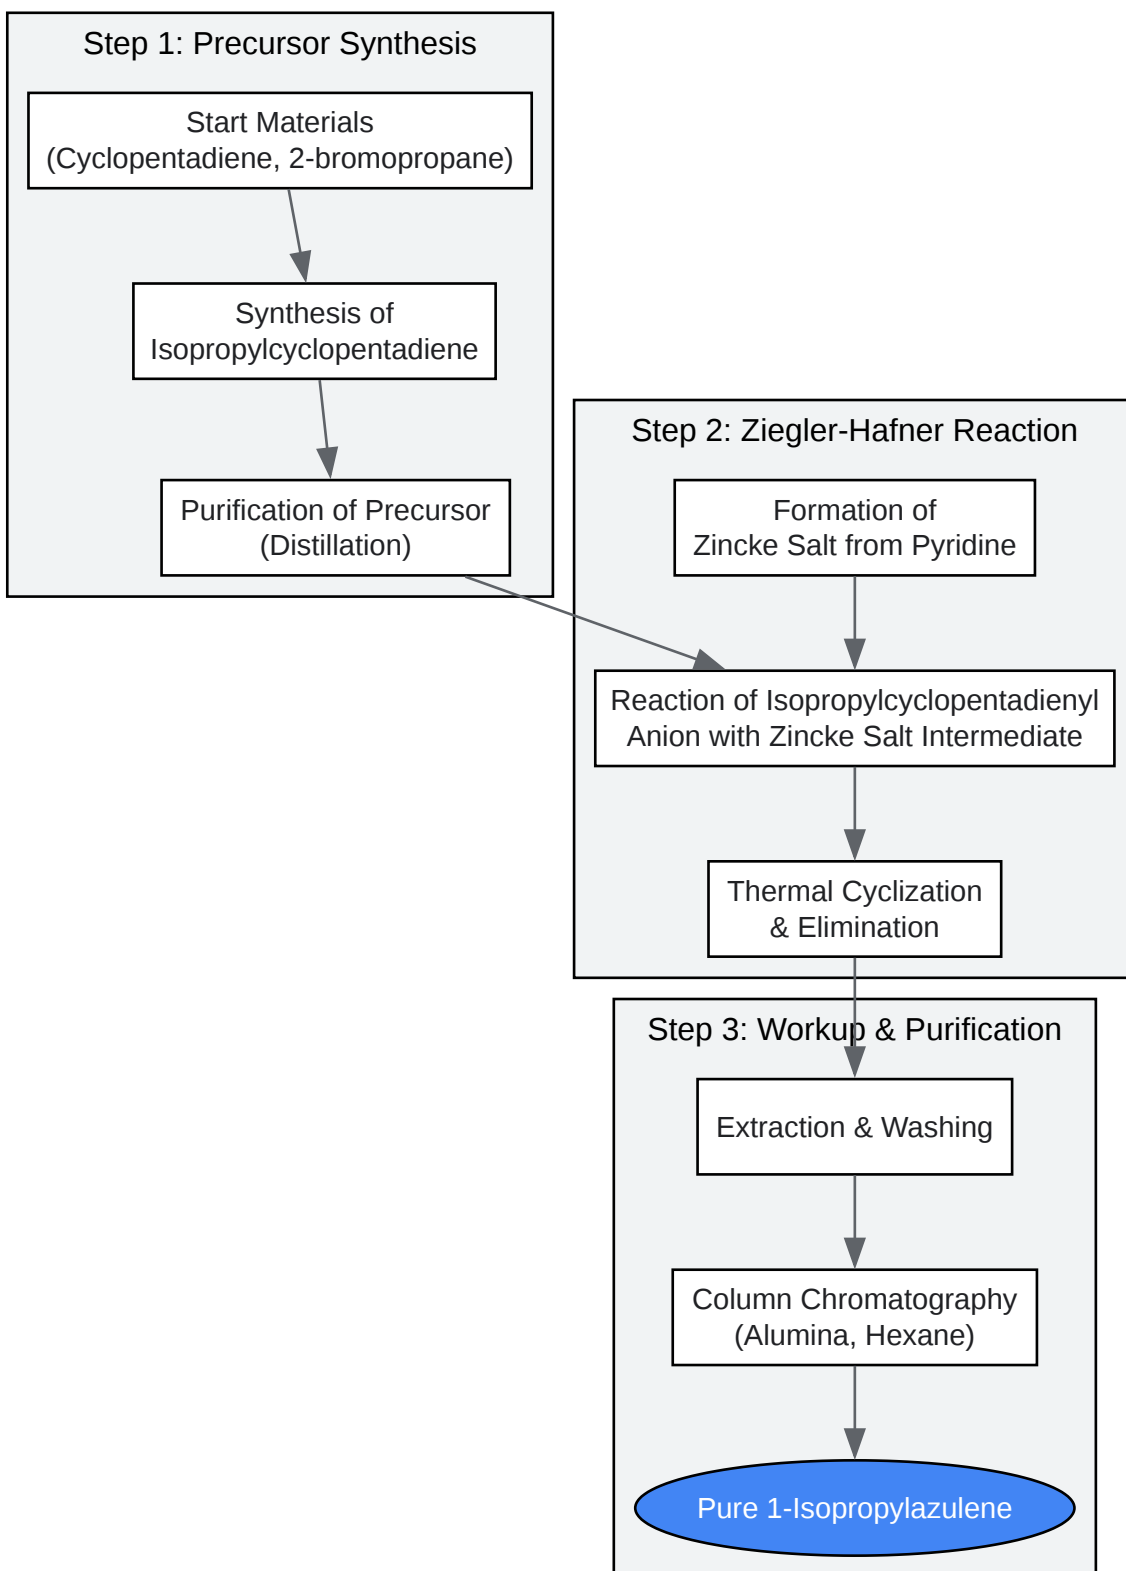 Step 1: Precursor Synthesis
Start Materials
(Cyclopentadiene, 2-bromopropane)
Synthesis of
Isopropylcyclopentadiene
Purification of Precursor
(Distillation)
Step 2: Ziegler-Hafner Reaction
Formation of
Zincke Salt from Pyridine
Reaction of Isopropylcyclopentadienyl
Anion with Zincke Salt Intermediate
Thermal Cyclization
& Elimination
Step 3: Workup & Purification
Extraction & Washing
Column Chromatography
(Alumina, Hexane)
Pure 1-Isopropylazulene